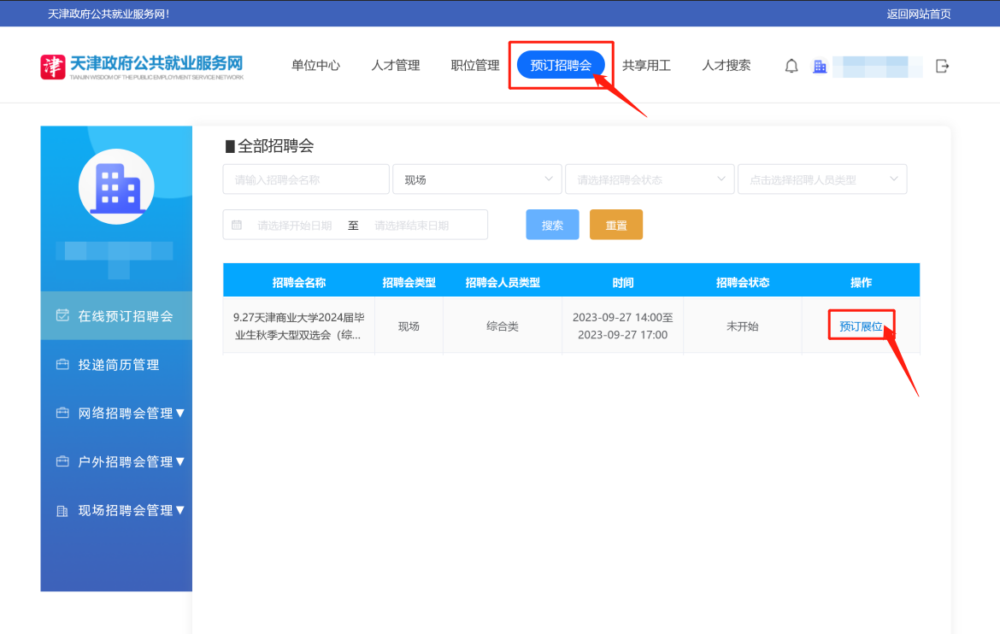 天津政府公共就业服务网!
返回网站首页
津
天津政府公共就业服务网
TIANJIN WISDOM OF THE PUBLIC EMPLOYMENT SERVICE NETWORK
单位中心
人才管理
职位管理
预订招聘会
共享用工
人才搜索
在线预订招聘会
投递简历管理
网络招聘会管理▼
户外招聘会管理▼
现场招聘会管理▼
全部招聘会
请输入招聘会名称
现场
请选择招聘会状态
点击选择招聘人员类型
请选择开始日期 至 请选择结束日期
搜索
重置
招聘会名称 招聘会类型 招聘会人员类型 时间 招聘会状态 操作
9.27天津商业大学2024届毕
业生秋季大型双选会（综...
现场
综合类
2023-09-27 14:00至
2023-09-27 17:00
未开始
预订展位